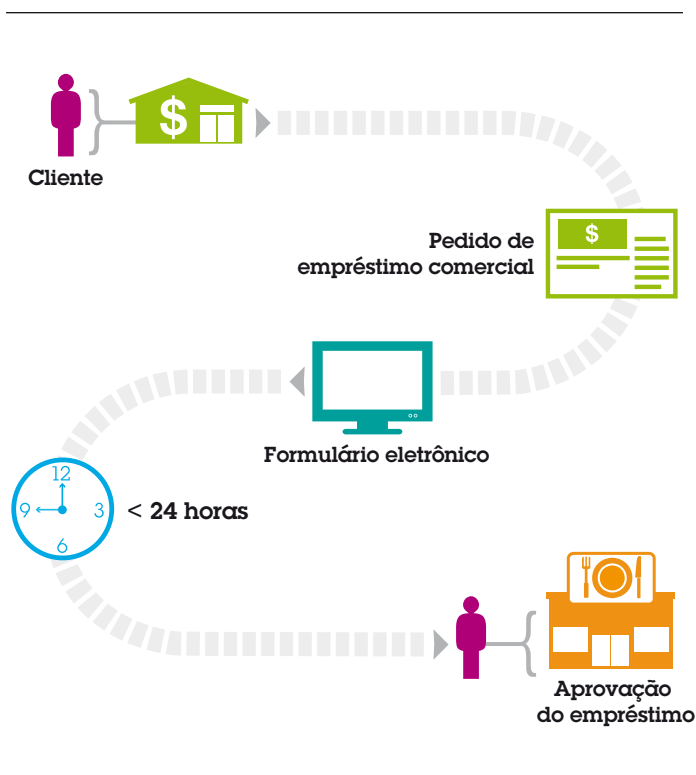 $
Cliente
$
Pedido de
empréstimo comercial
Formulário eletrônico
12
9
3
6
< 24 horas
Aprovação
do empréstimo